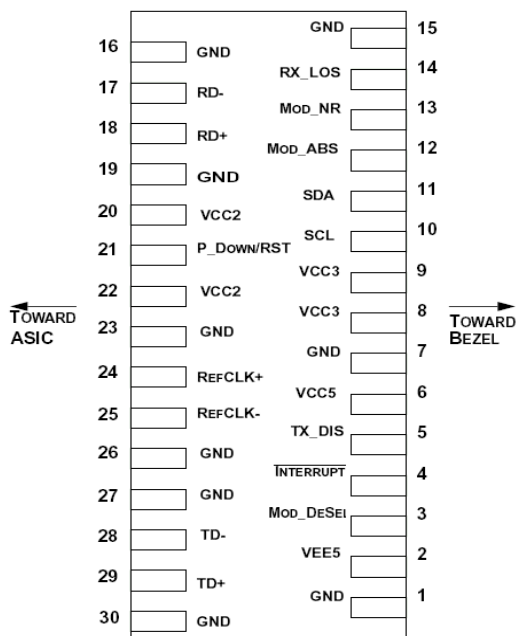 GND 15
16 GND
RX_LOS 14
17 RD-
MOD_NR 13
18 RD+
MOD_ABS 12
19 GND
SDA 11
20 VCC2
SCL 10
21 P_DOWN/RST
VCC3 9
22 VCC2
VCC3 8
TOWARD
ASIC
TOWARD
BEZEL
23 GND
GND 7
24 REFCLK+
VCC5 6
25 REFCLK-
TX_DIS 5
26 GND
INTERRUPT 4
27 GND
MOD_DESEL 3
28 TD-
VEE5 2
29 TD+
GND 1
30 GND